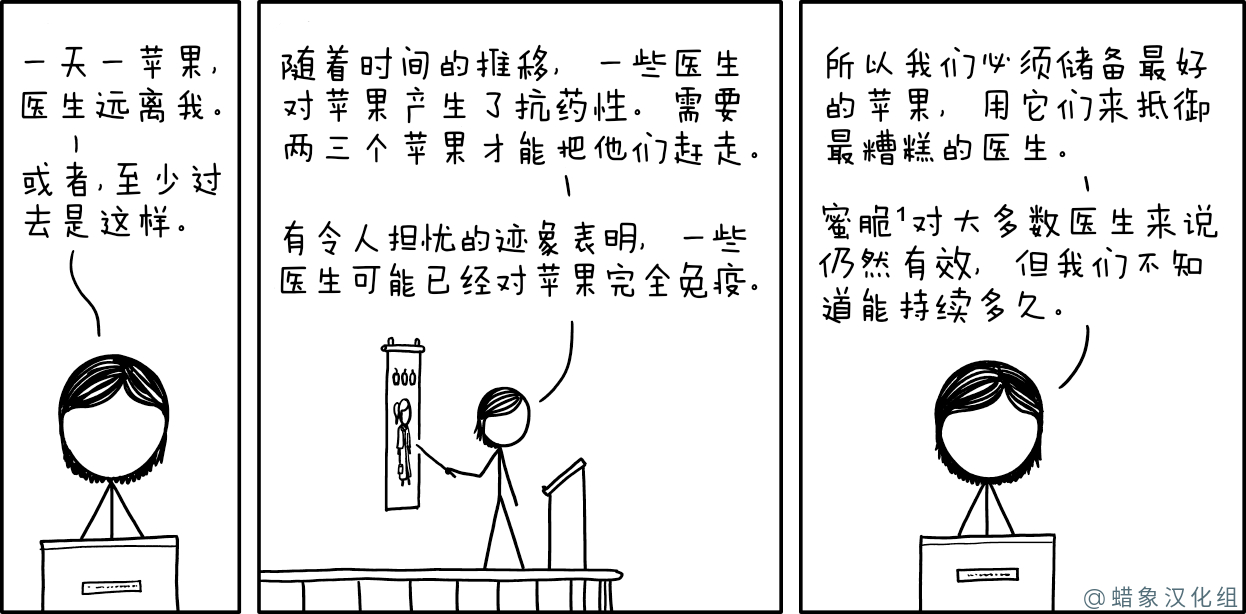 一天一苹果,
医生远离我。
或者,至少过
去是这样。
随着时间的推移, 一些医生
对苹果产生了抗药性。需要
两三个苹果才能把他们赶走。
有令人担忧的迹象表明, 一些
医生可能已经对苹果完全免疫。
所以我们必须储备最好
的苹果, 用它们来抵御
最糟糕的医生。
蜜脆¹对大多数医生来说
仍然有效, 但我们不知
道能持续多久。
@蜡象汉化组